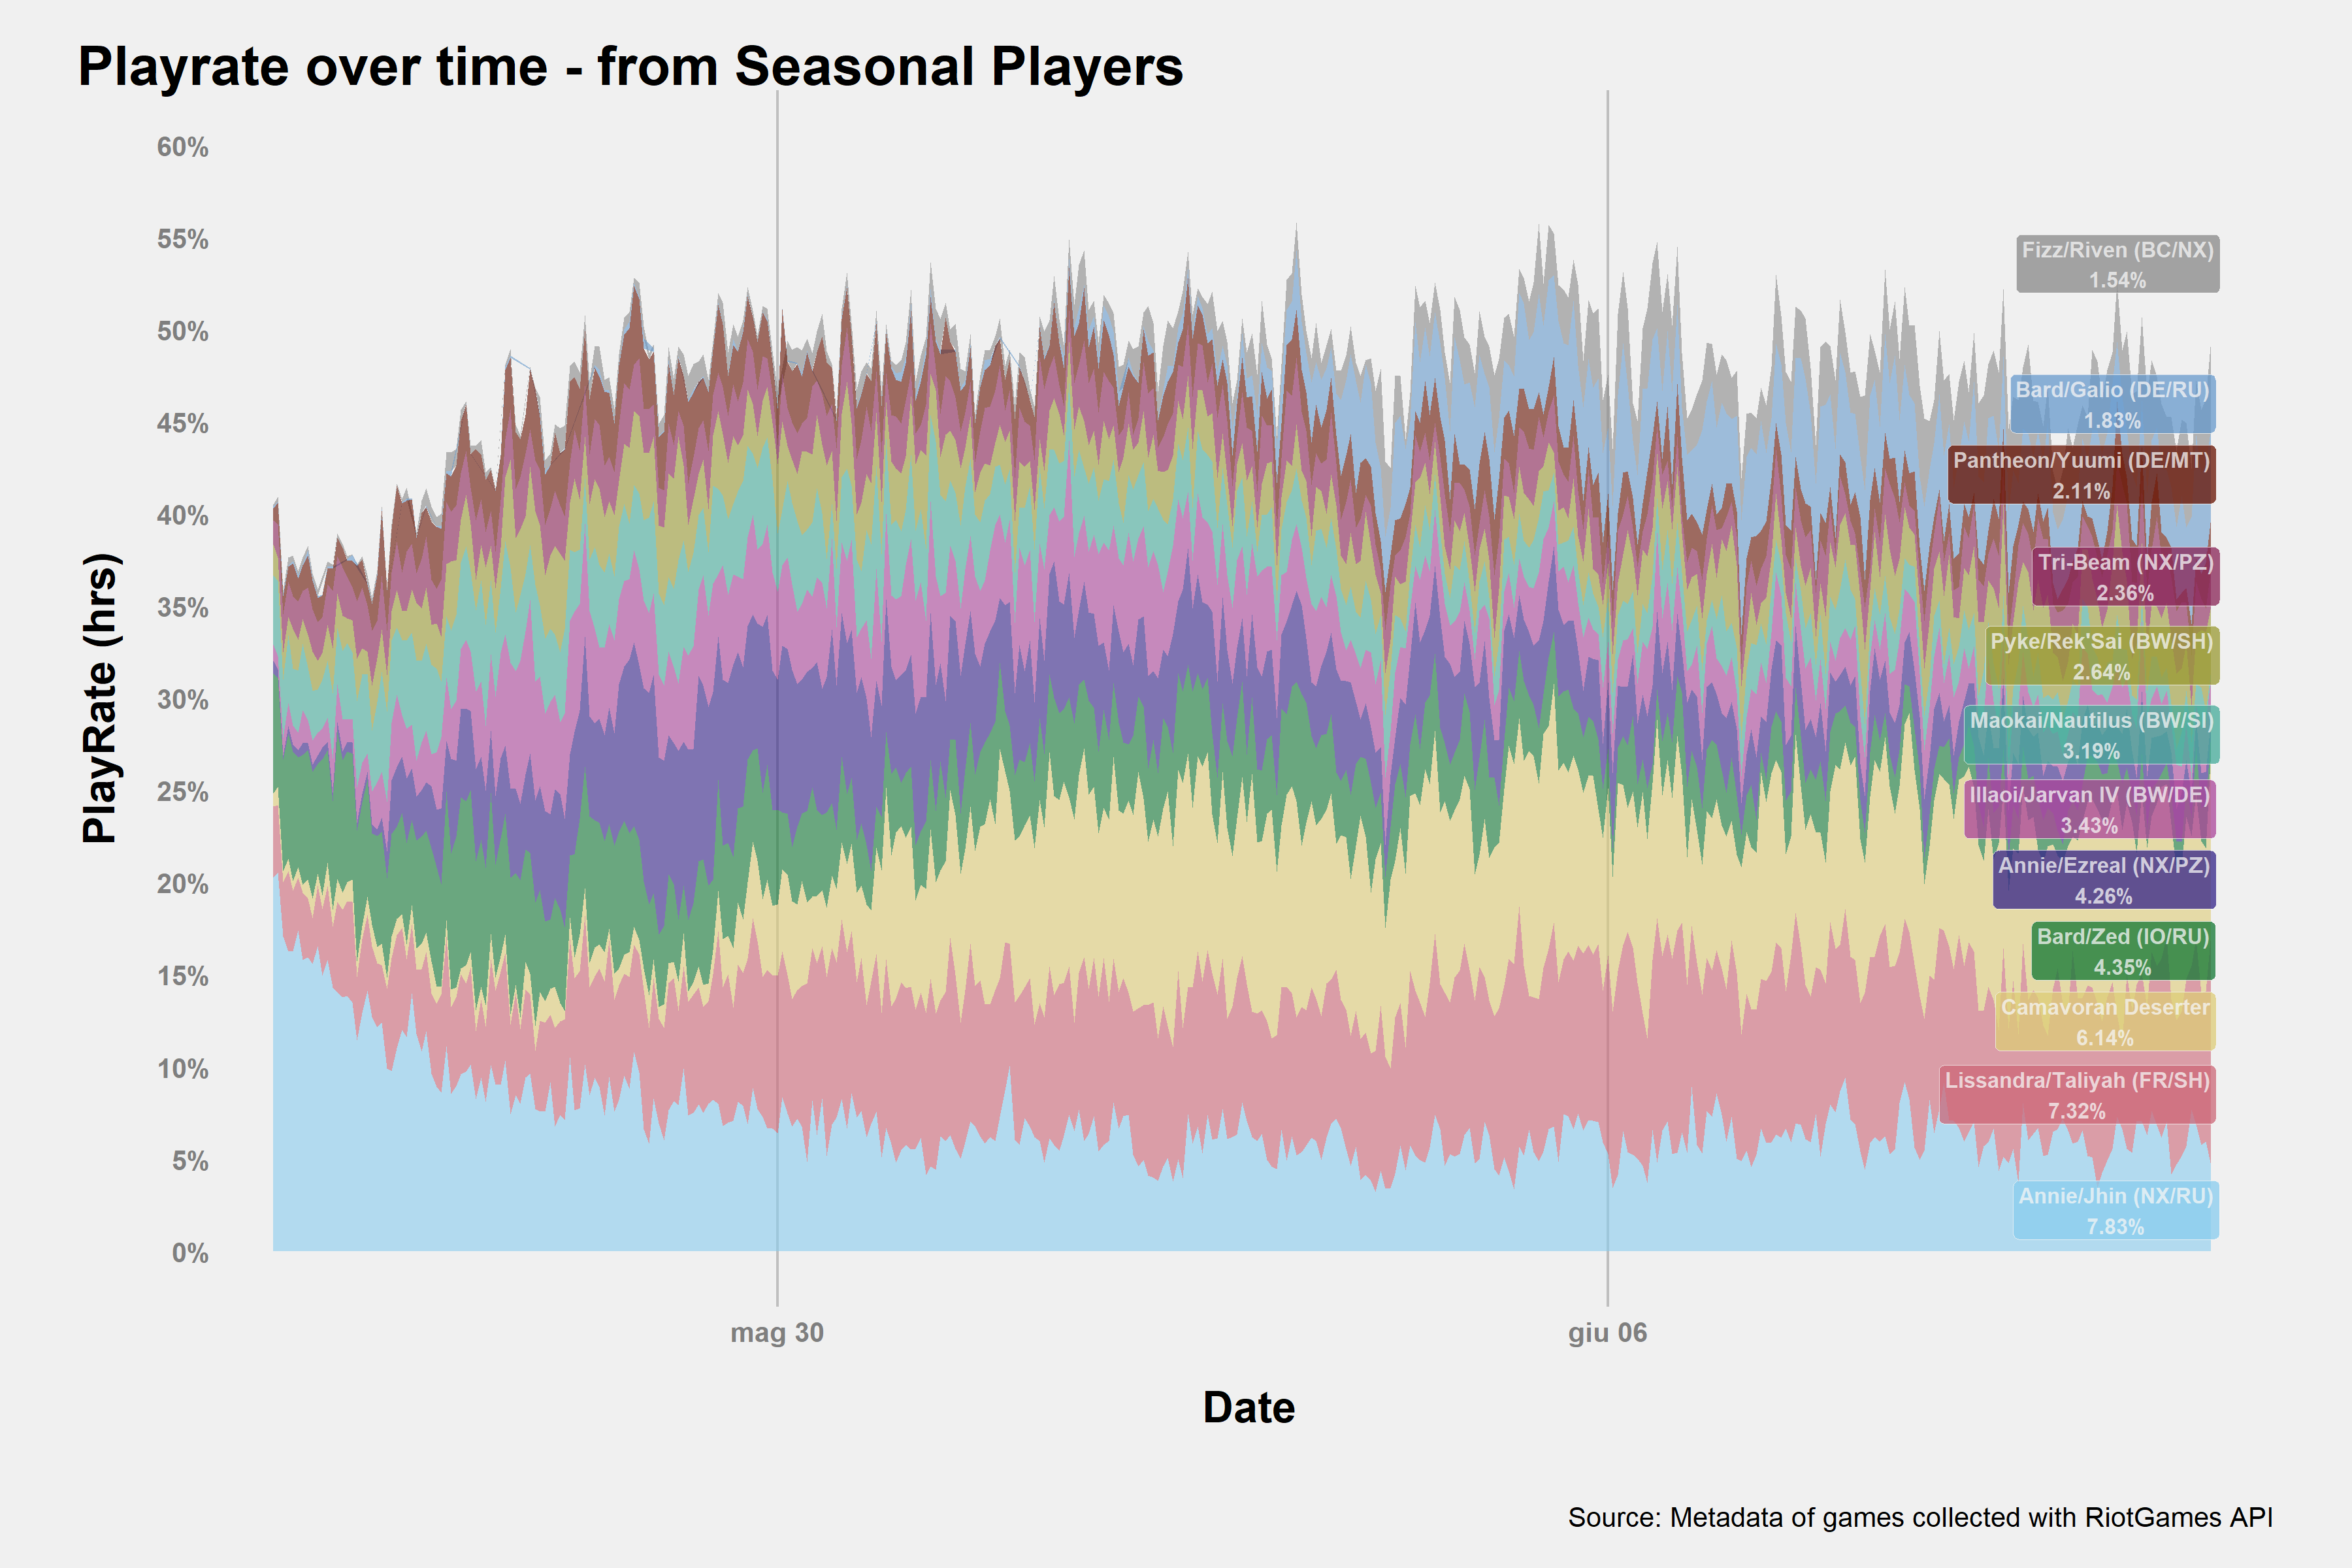 Playrate over time - from Seasonal Players
60%
55%
50%
45%
40%
35%
30%
25%
20%
15%
10%
5%
0%
PlayRate (hrs)
Fizz/Riven (BC/NX)
1.54%
Bard/Galio (DE/RU)
1.83%
Pantheon/Yuumi (DE/MT)
2.11%
Tri-Beam (NX/PZ)
2.36%
Pyke/Rek'Sai (BW/SH)
2.64%
Maokai/Nautilus (BW/SI)
3.19%
Illaoi/Jarvan IV (BW/DE)
3.43%
Annie/Ezreal (NX/PZ)
4.26%
Bard/Zed (IO/RU)
4.35%
Camavoran Deserter
6.14%
Lissandra/Taliyah (FR/SH)
7.32%
Annie/Jhin (NX/RU)
7.83%
mag 30
giu 06
Date
Source: Metadata of games collected with RiotGames API